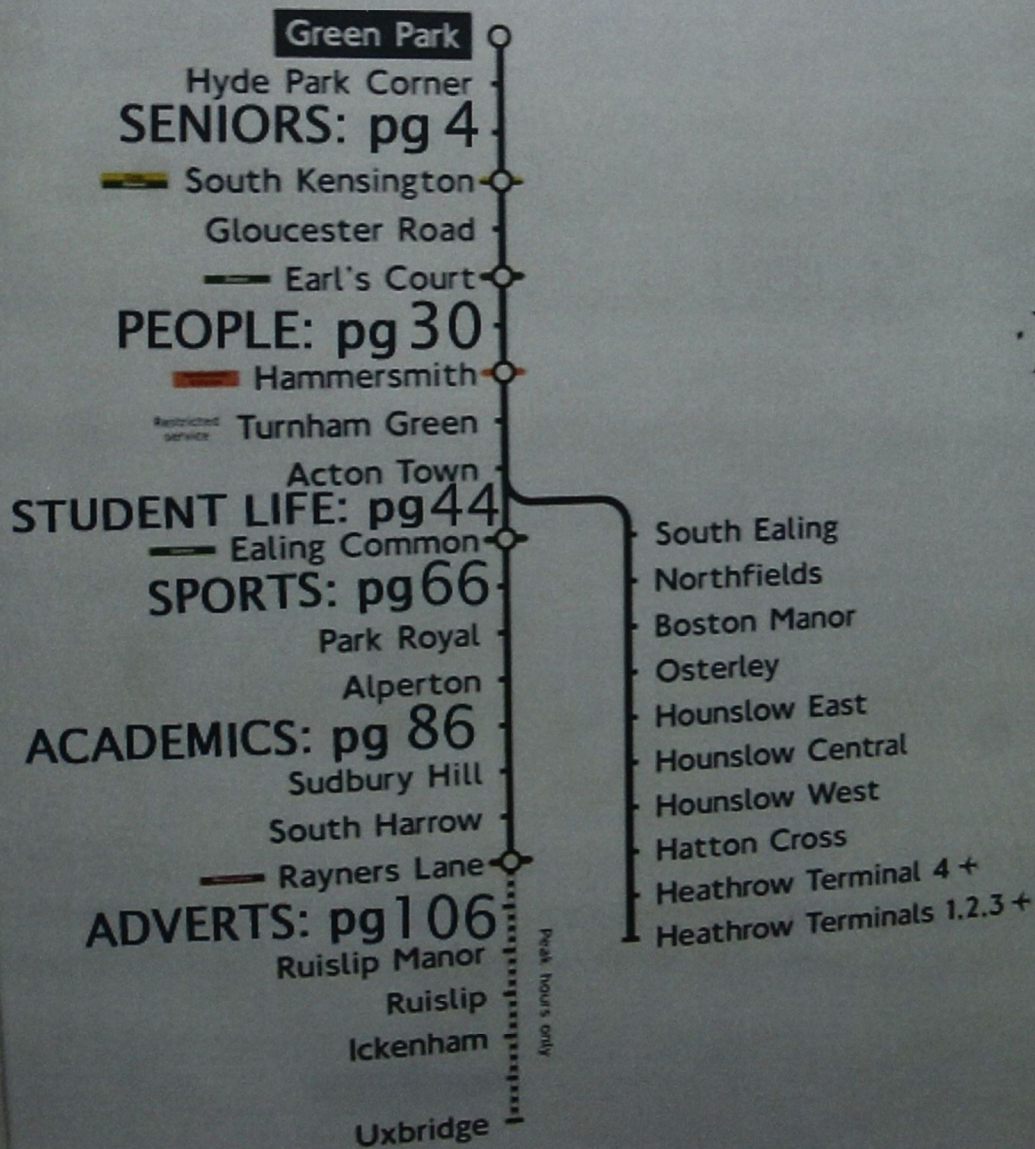 Green Park
Hyde Park Corner
SENIORS: pg 4
South Kensington
Gloucester Road
Earl's Court
PEOPLE: pg 30
Hammersmith
Restricted
service
Turnham Green
Acton Town
STUDENT LIFE: pg 44
Ealing Common
SPORTS: pg 66
Park Royal
Alperton
ACADEMICS: pg 86
Sudbury Hill
South Harrow
Rayners Lane
ADVERTS: pg 106
Ruislip Manor
Ruislip
Ickenham
Uxbridge
Peak hours only
South Ealing
Northfields
Boston Manor
Osterley
Hounslow East
Hounslow Central
Hounslow West
Hatton Cross
Heathrow Terminal 4
Heathrow Terminals 1.2.3